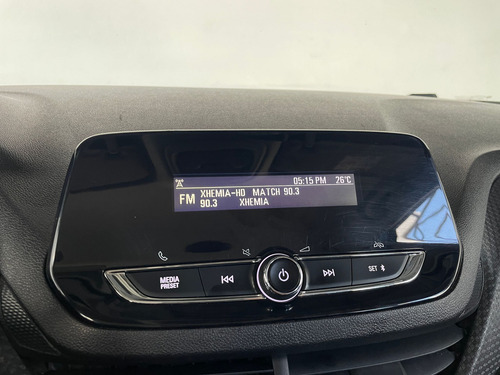 05:15 PM 26°C
FM XHEMIA-HD MATCH 90.3
90.3 XHEMIA
MEDIA
PRESET
SET